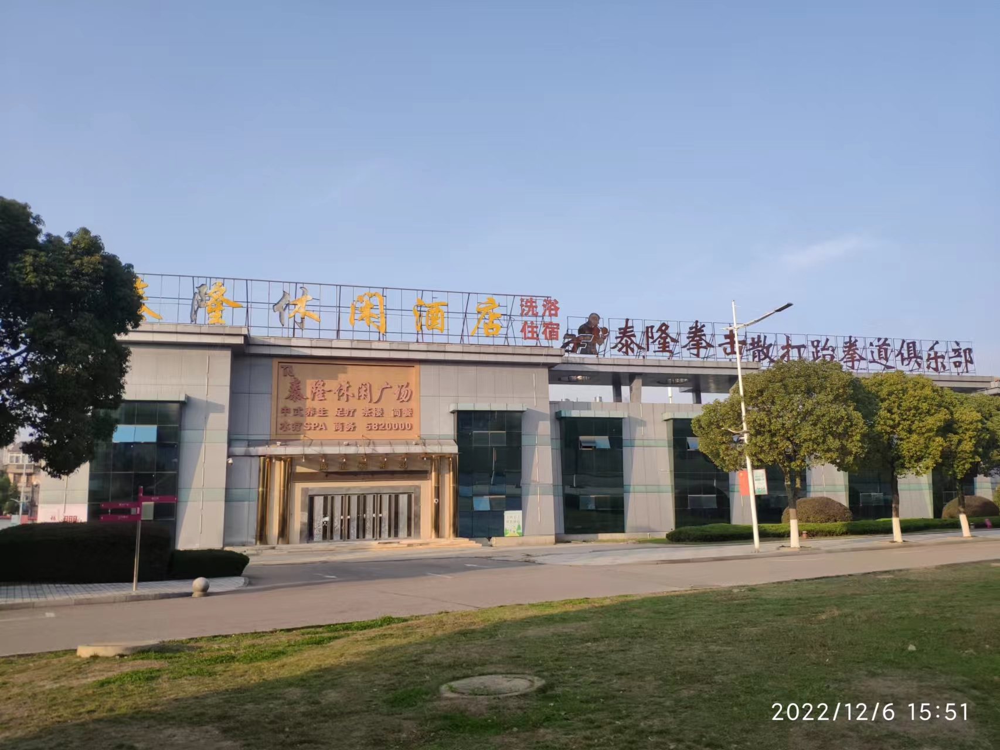 泰隆休闲酒店
洗浴
住宿
泰隆拳击散打跆拳道俱乐部
泰隆休闲广场
中式养生 足疗 茶楼 简餐
水疗SPA 商务 5820000
2022/12/6 15:51